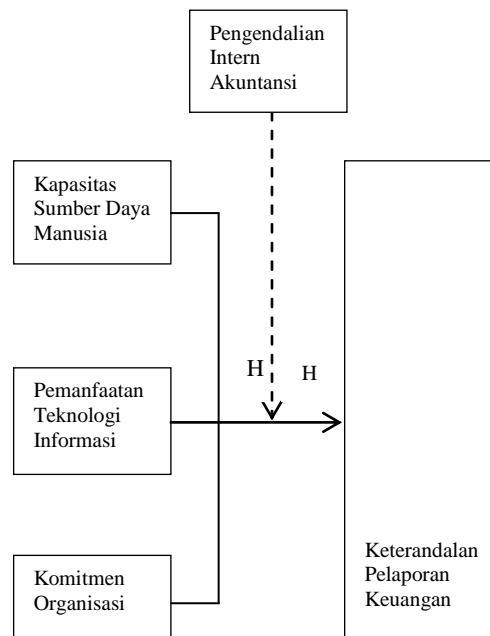 Pengendalian
Intern
Akuntansi
Kapasitas
Sumber Daya
Manusia
H
H
Pemanfaatan
Teknologi
Informasi
Keterandalan
Pelaporan
Keuangan
Komitmen
Organisasi